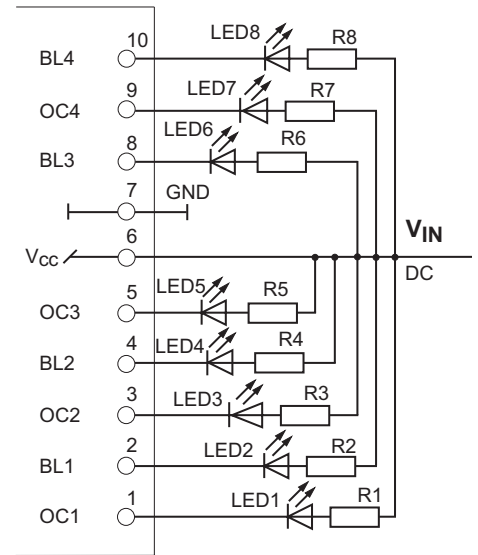 10 LED8 R8
BL4
9 LED7 R7
OC4
8 LED6 R6
BL3
7 GND
6 VIN
VCC DC
5 LED5 R5
OC3
4 LED4 R4
BL2
3 LED3 R3
OC2
2 LED2 R2
BL1
1 LED1 R1
OC1